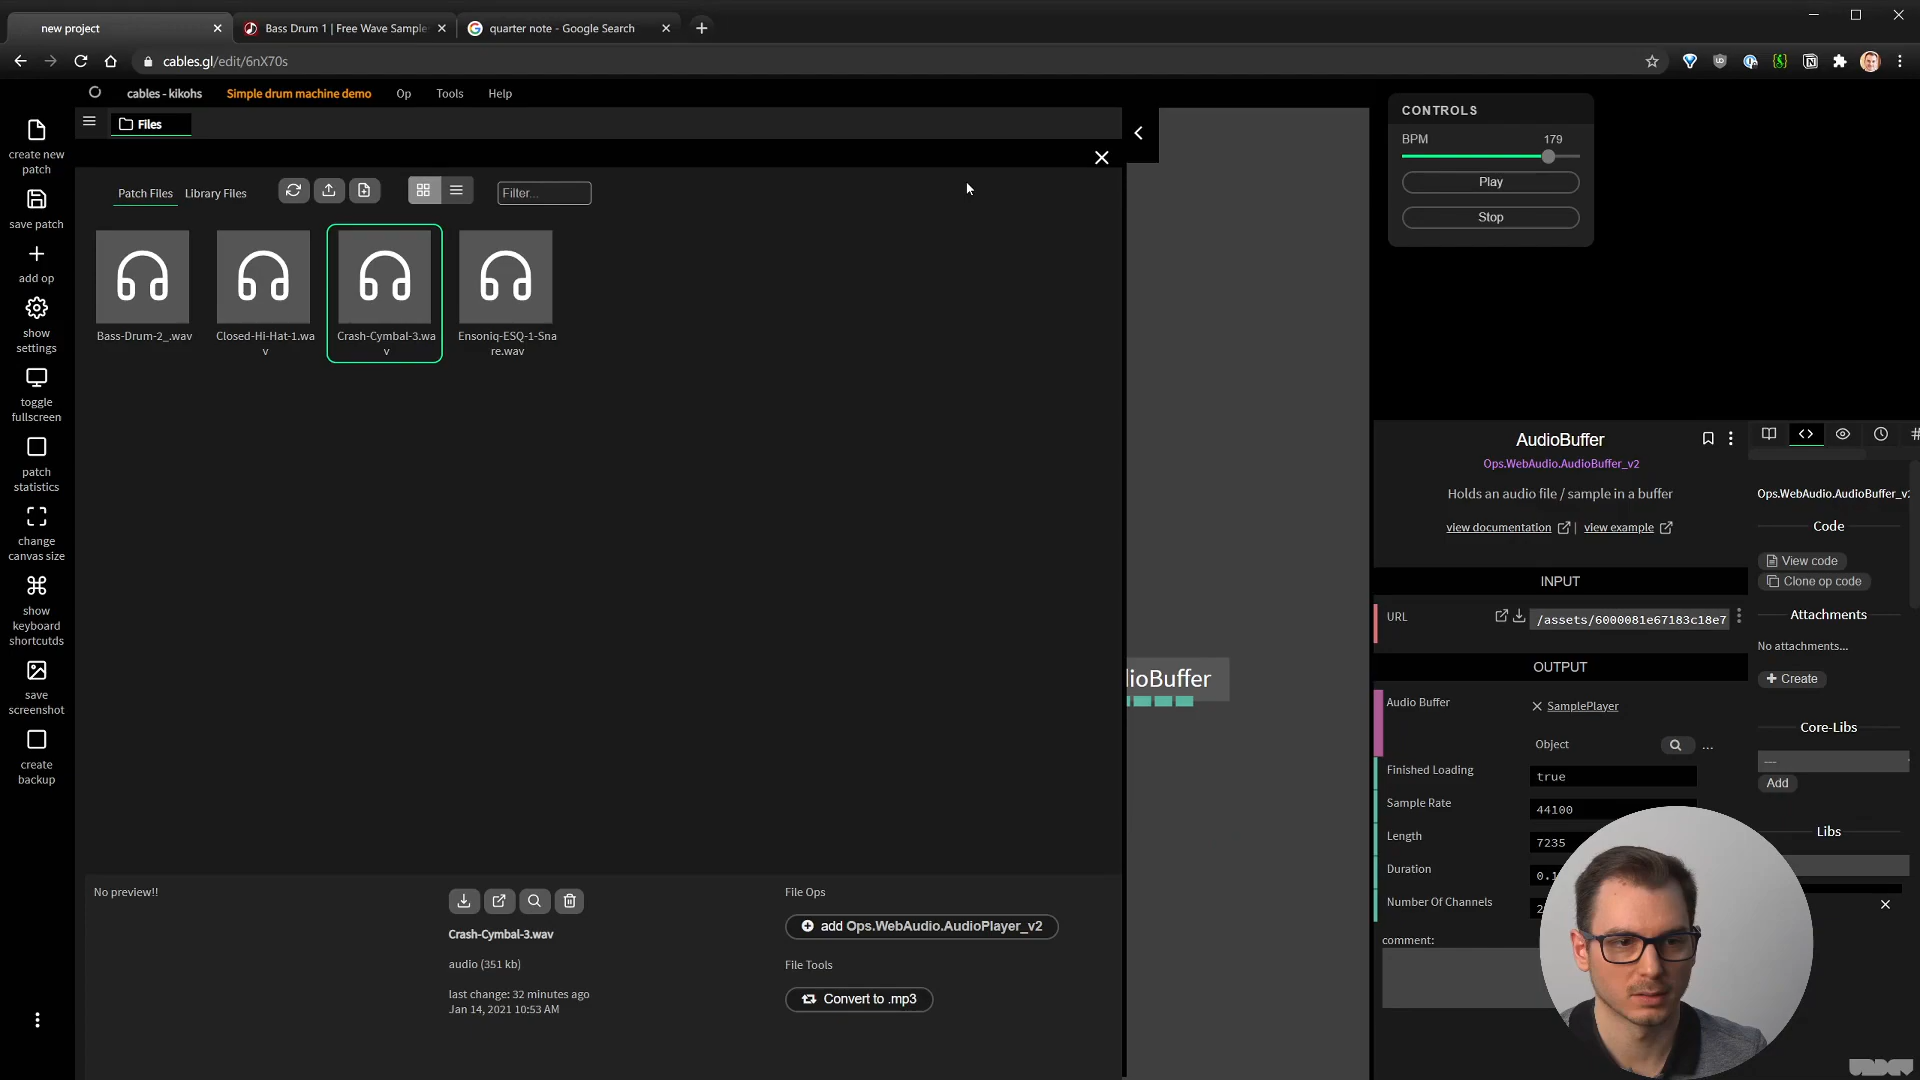 new project
Bass Drum 1 | Free Wave Sample
quarter note - Google Search
cables.gl/edit/6nX70s
cables - kikohs
Simple drum machine demo
Op
Tools
Help
Files
create new
patch
save patch
add op
show
settings
toggle
fullscreen
patch
statistics
change
canvas size
show
keyboard
shortcutds
save
screenshot
create
backup
Patch Files
Library Files
Filter...
Bass-Drum-2_.wav
Closed-Hi-Hat-1.wa
v
Crash-Cymbal-3.wa
v
Ensoniq-ESQ-1-Sna
re.wav
No preview!!
Crash-Cymbal-3.wav
audio (351 kb)
last change: 32 minutes ago
Jan 14, 2021 10:53 AM
File Ops
add Ops.WebAudio.AudioPlayer_v2
File Tools
Convert to .mp3
ioBuffer
CONTROLS
BPM 179
Play
Stop
AudioBuffer
Ops.WebAudio.AudioBuffer_v2
Holds an audio file / sample in a buffer
view documentation | view example
INPUT
URL /assets/6000081e67183c18e7
OUTPUT
Audio Buffer
SamplePlayer
Object ...
Finished Loading true
Sample Rate 44100
Length 7235
Duration 0.1
Number Of Channels 2
comment:
Ops.WebAudio.AudioBuffer_v
Code
View code
Clone op code
Attachments
No attachments...
Create
Core-Libs
---
Add
Libs